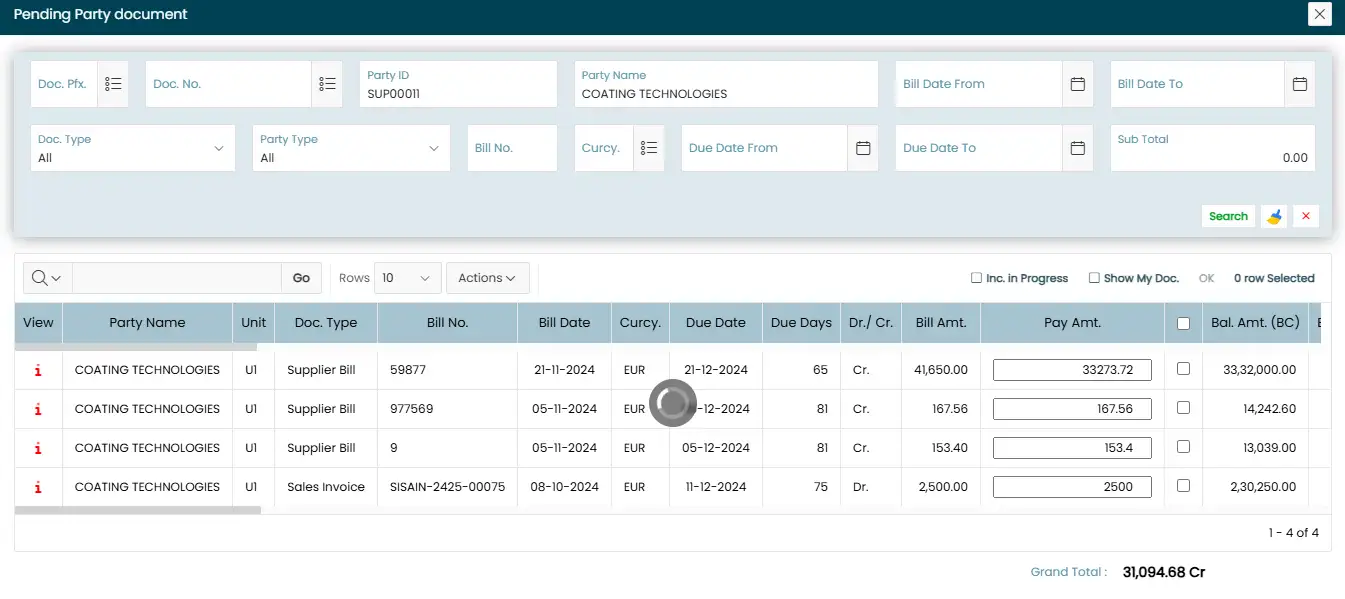 Pending Party document
Doc. Pfx. Doc. No. Party ID SUP00011 Party Name COATING TECHNOLOGIES Bill Date From Bill Date To
Doc. Type All Party Type All Bill No. Curcy. Due Date From Due Date To Sub Total 0.00
Search
Go Rows 10 Actions Inc. in Progress Show My Doc. OK 0 row Selected
View Party Name Unit Doc. Type Bill No. Bill Date Curcy. Due Date Due Days Dr./ Cr. Bill Amt. Pay Amt. Bal. Amt. (BC)
i COATING TECHNOLOGIES U1 Supplier Bill 59877 21-11-2024 EUR 21-12-2024 65 Cr. 41,650.00 33273.72 33,32,000.00
i COATING TECHNOLOGIES U1 Supplier Bill 977569 05-11-2024 EUR -12-2024 81 Cr. 167.56 167.56 14,242.60
i COATING TECHNOLOGIES U1 Supplier Bill 9 05-11-2024 EUR 05-12-2024 81 Cr. 153.40 153.4 13,039.00
i COATING TECHNOLOGIES U1 Sales Invoice SISAIN-2425-00075 08-10-2024 EUR 11-12-2024 75 Dr. 2,500.00 2500 2,30,250.00
1 - 4 of 4
Grand Total : 31,094.68 Cr